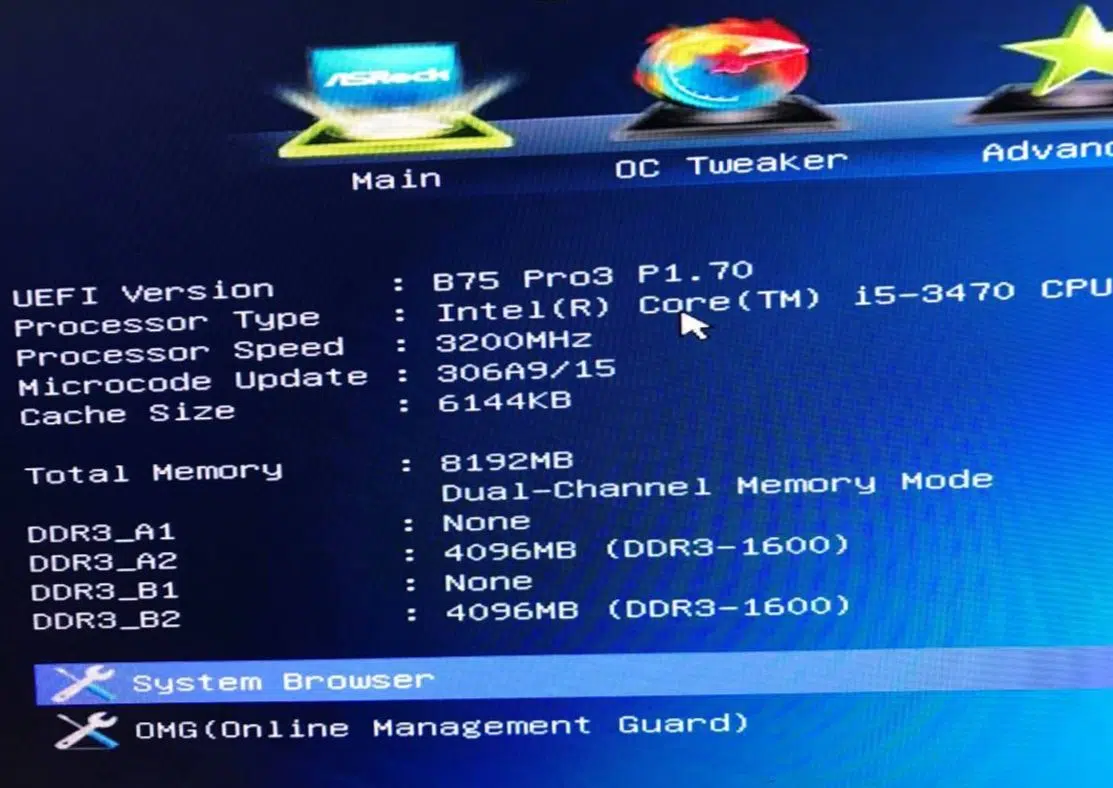 ASRock
Main
OC Tweaker
Advanc
UEFI Version : B75 Pro3 P1.70
Processor Type : Intel(R) Core(TM) i5-3470 CPU
Processor Speed : 3200MHz
Microcode Update : 306A9/15
Cache Size : 6144KB
Total Memory : 8192MB
Dual-Channel Memory Mode
DDR3_A1 : None
DDR3_A2 : 4096MB (DDR3-1600)
DDR3_B1 : None
DDR3_B2 : 4096MB (DDR3-1600)
System Browser
OMG(Online Management Guard)